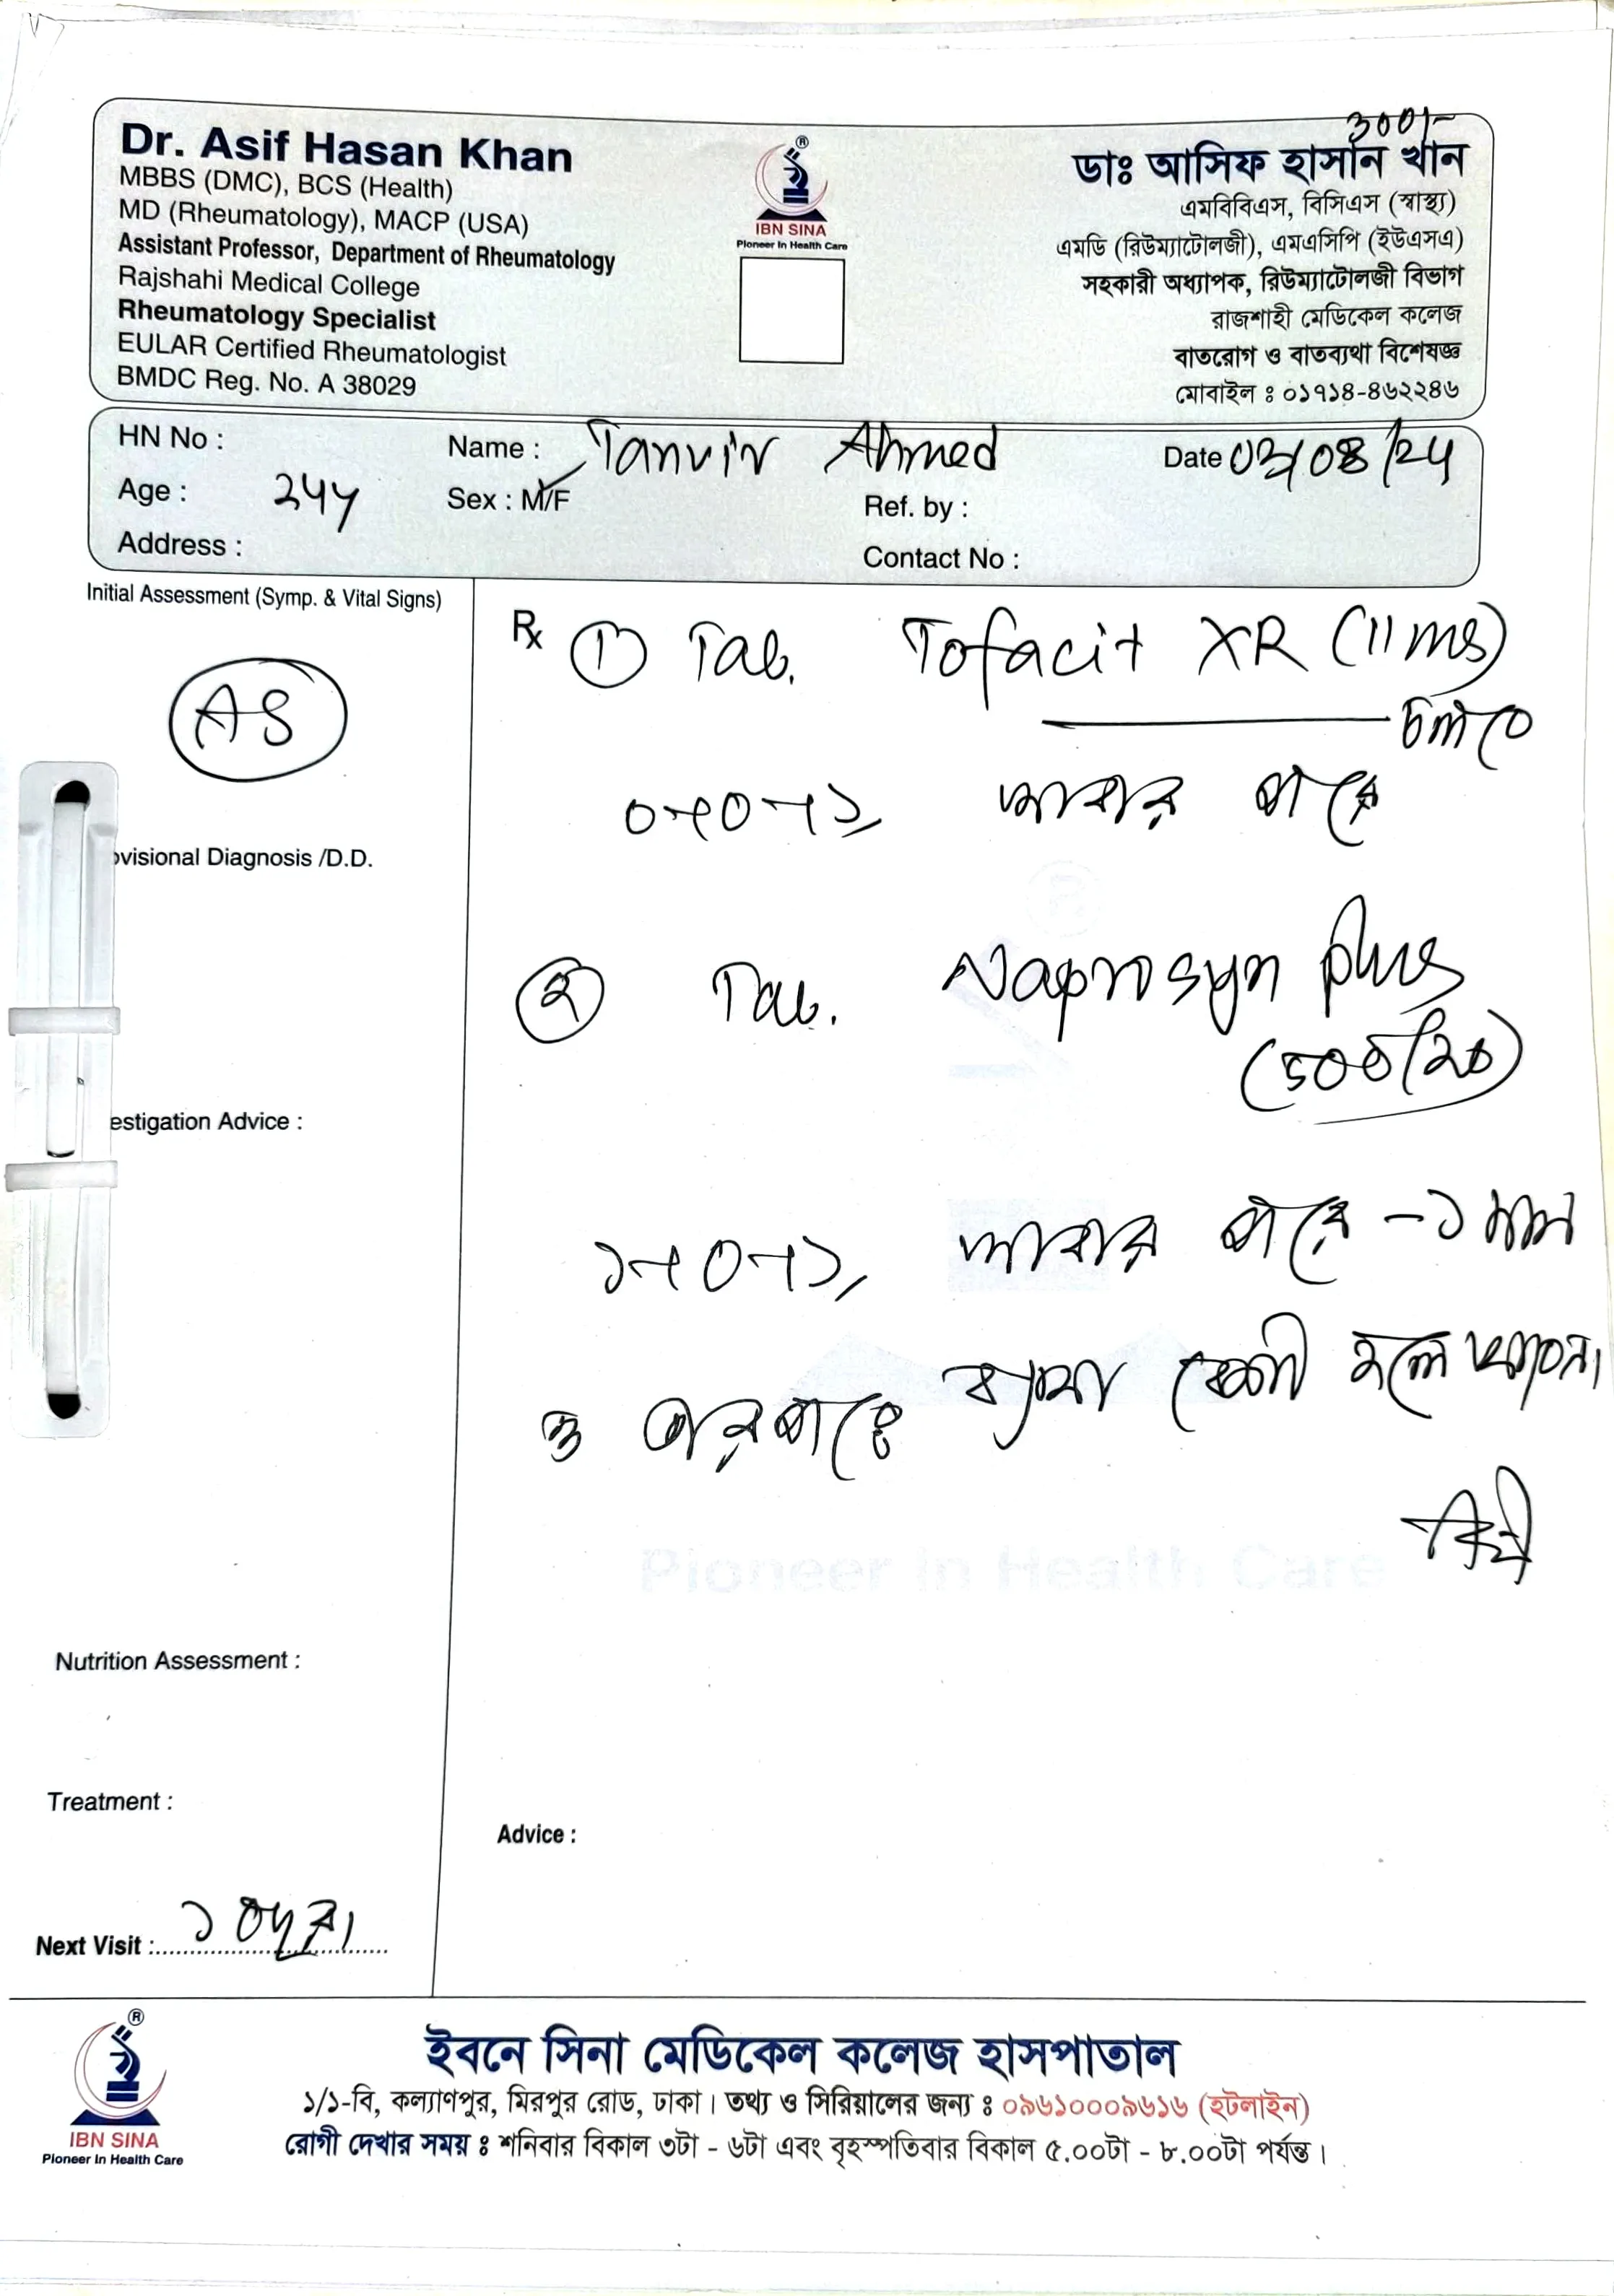 300/-
Dr. Asif Hasan Khan
MBBS (DMC), BCS (Health)
MD (Rheumatology), MACP (USA)
Assistant Professor, Department of Rheumatology
Rajshahi Medical College
Rheumatology Specialist
EULAR Certified Rheumatologist
BMDC Reg. No. A 38029
®
IBN SINA
Pioneer In Health Care
ডাঃ আসিফ হাসান খান
এমবিবিএস, বিসিএস (স্বাস্থ্য)
এমডি (রিউম্যাটোলজী), এমএসিপি (ইউএসএ)
সহকারী অধ্যাপক, রিউম্যাটোলজী বিভাগ
রাজশাহী মেডিকেল কলেজ
বাতরোগ ও বাতব্যথা বিশেষজ্ঞ
মোবাইল ঃ ০১৭১৪-৪৬২২৪৬
HN No :
Name : Tanvir Ahmed
Date 03/08/24
Age : 24y
Sex : M/F
Ref. by :
Address :
Contact No :
Initial Assessment (Symp. & Vital Signs)
AS
ovisional Diagnosis /D.D.
estigation Advice :
Nutrition Assessment :
Treatment :
Next Visit : ১
Rx ① Tab. Tofacit XR (11 mg)
চলবে
০+০+১, খাবার পরে
② Tab. Naprosyn plus
(500/20)
১+০+১, খাবার পরে -১ মাস
ও তারপরে ব্যথা বেশী হলে খাবেন।
Pioneer In Health Care
Advice :
®
IBN SINA
Pioneer In Health Care
ইবনে সিনা মেডিকেল কলেজ হাসপাতাল
১/১-বি, কল্যাণপুর, মিরপুর রোড, ঢাকা। তথ্য ও সিরিয়ালের জন্য ঃ ০৯৬১০০০৯৬১৬ (হটলাইন)
রোগী দেখার সময় ঃ শনিবার বিকাল ৩টা - ৬টা এবং বৃহস্পতিবার বিকাল ৫.০০টা - ৮.০০টা পর্যন্ত।